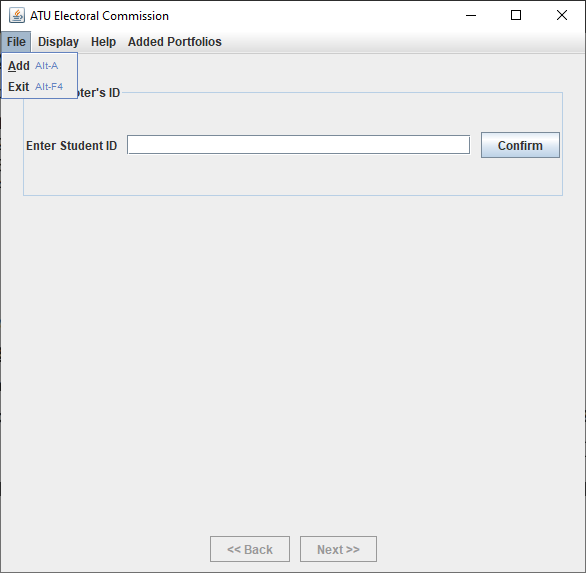 ATU Electoral Commission
File Display Help Added Portfolios
Add Alt-A
Exit Alt-F4
oter's ID
Enter Student ID Confirm
<< Back Next >>